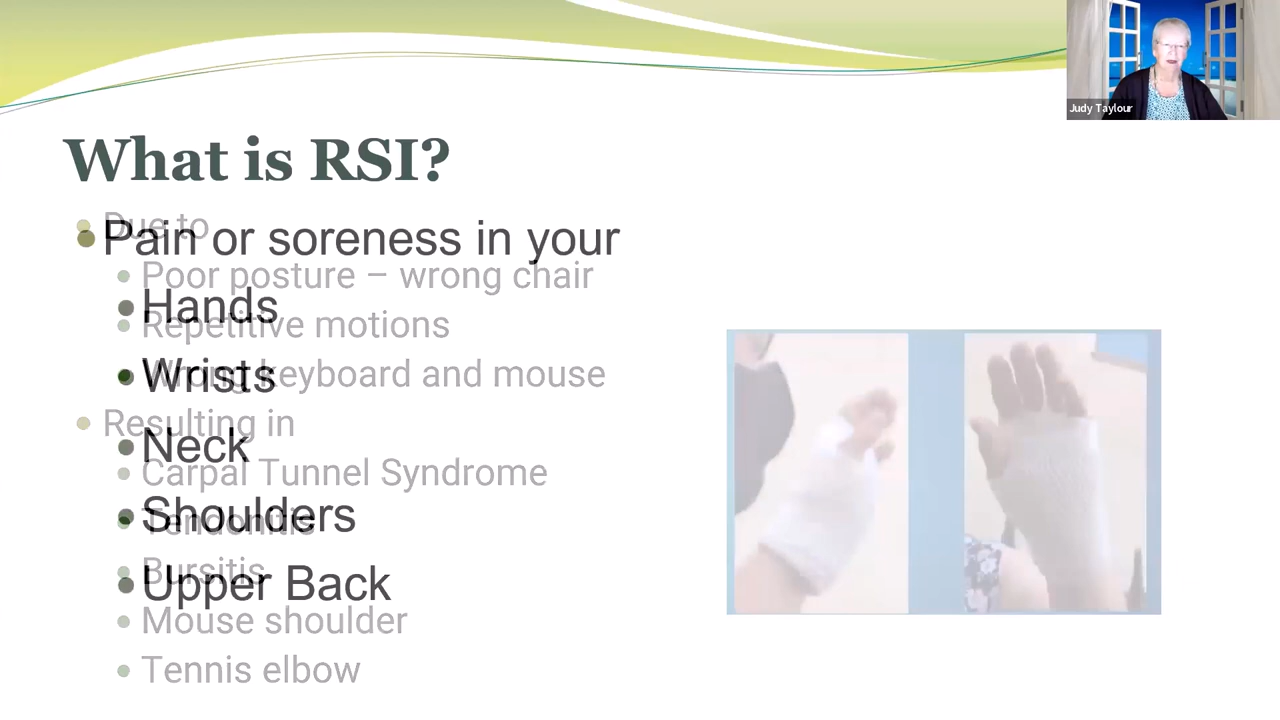 Judy Taylour
What is RSI?
Due to
Pain or soreness in your
Poor posture – wrong chair
Hands
Repetitive motions
Wrists
Wrong keyboard and mouse
Resulting in
Neck
Carpal Tunnel Syndrome
Shoulders
Tendonitis
Bursitis
Upper Back
Mouse shoulder
Tennis elbow